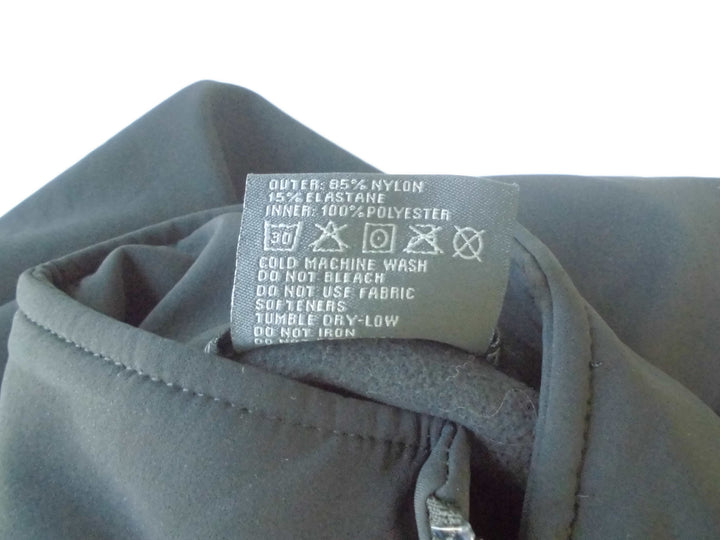 OUTER: 85% NYLON
15% ELASTANE
INNER: 100% POLYESTER
30
COLD MACHINE WASH
DO NOT BLEACH
DO NOT USE FABRIC
SOFTENERS
TUMBLE DRY-LOW
DO NOT IRON